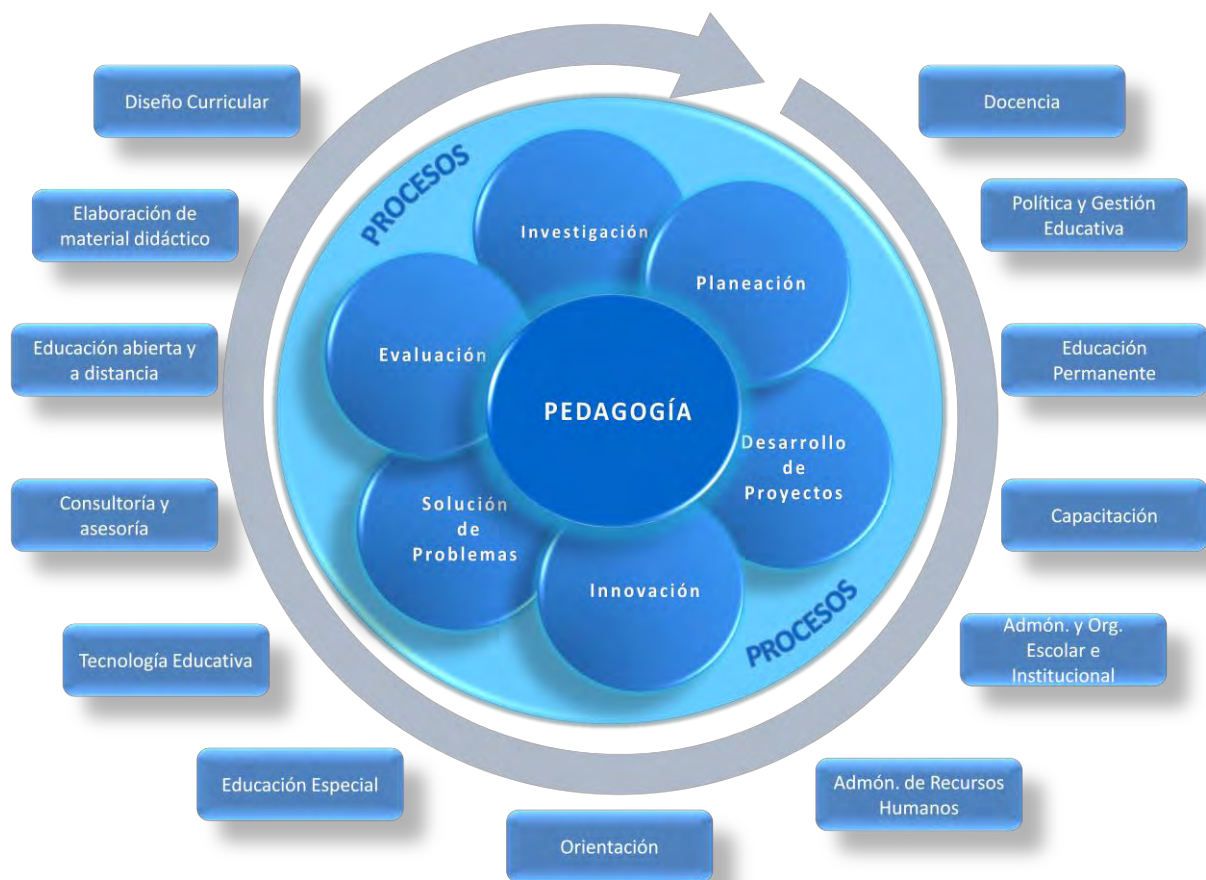 Diseño Curricular
Elaboración de
material didáctico
Educación abierta y
a distancia
Consultoría y
asesoría
Tecnología Educativa
Educación Especial
Orientación
Docencia
Política y Gestión
Educativa
Educación
Permanente
Capacitación
Admón. y Org.
Escolar e
Institucional
Admón. de Recursos
Humanos
PROCESOS
Investigación
Planeación
Evaluación
PEDAGOGÍA
Desarrollo
de
Proyectos
Solución
de
Problemas
Innovación
PROCESOS